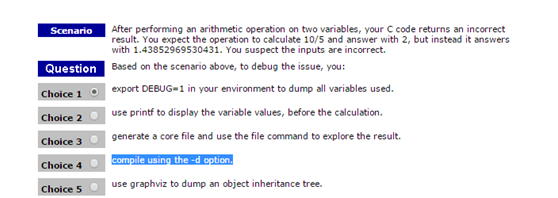 Scenario
After performing an arithmetic operation on two variables, your C code returns an incorrect
result. You expect the operation to calculate 10/5 and answer with 2, but instead it answers
with 1.43852969530431. You suspect the inputs are incorrect.
Question
Based on the scenario above, to debug the issue, you:
Choice 1
export DEBUG=1 in your environment to dump all variables used.
Choice 2
use printf to display the variable values, before the calculation.
Choice 3
generate a core file and use the file command to explore the result.
Choice 4
compile using the -d option.
Choice 5
use graphviz to dump an object inheritance tree.